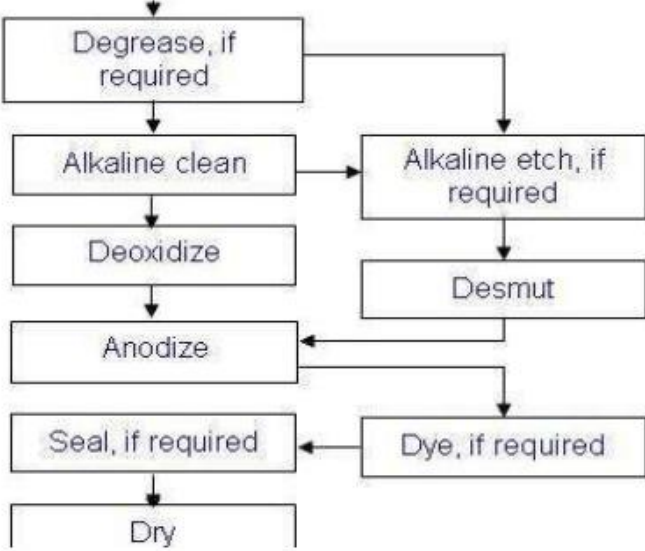 Degrease, if
required
Alkaline clean
Alkaline etch, if
required
Deoxidize
Desmut
Anodize
Seal, if required
Dye, if required
Dry